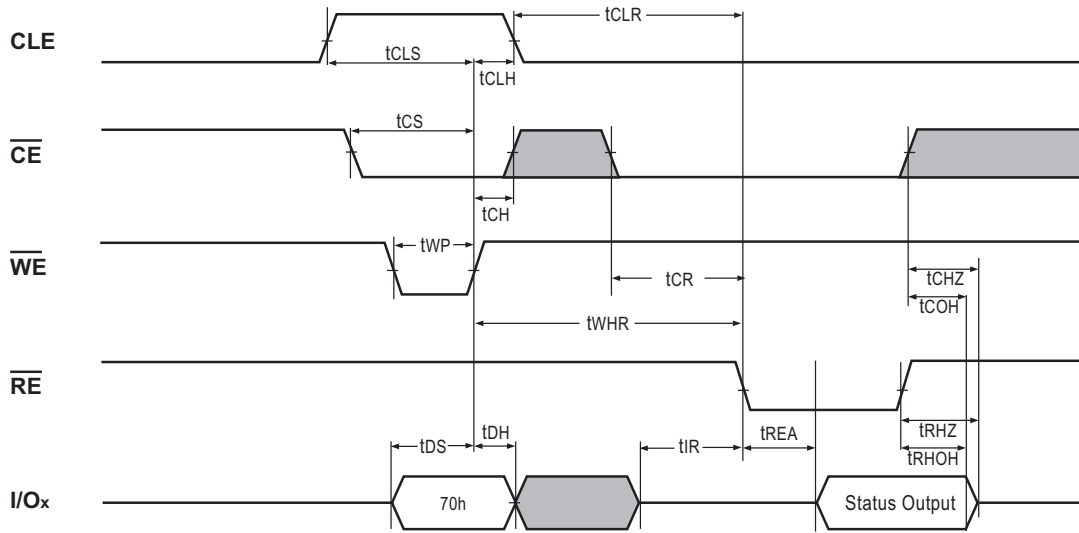 tCLR
CLE
tCLS
tCLH
tCS
CE
tCH
tWP
WE
tCR
tCHZ
tCOH
tWHR
RE
tDS
tDH
tIR
tREA
tRHZ
tRHOH
I/Ox
70h
Status Output